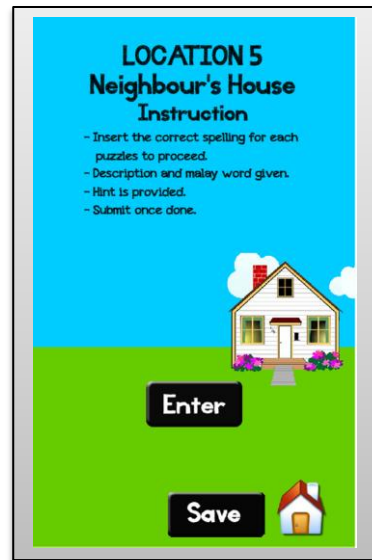 LOCATION 5
Neighbour's House
Instruction
- Insert the correct spelling for each
puzzles to proceed.
- Description and malay word given.
- Hint is provided.
- Submit once done.
Enter
Save